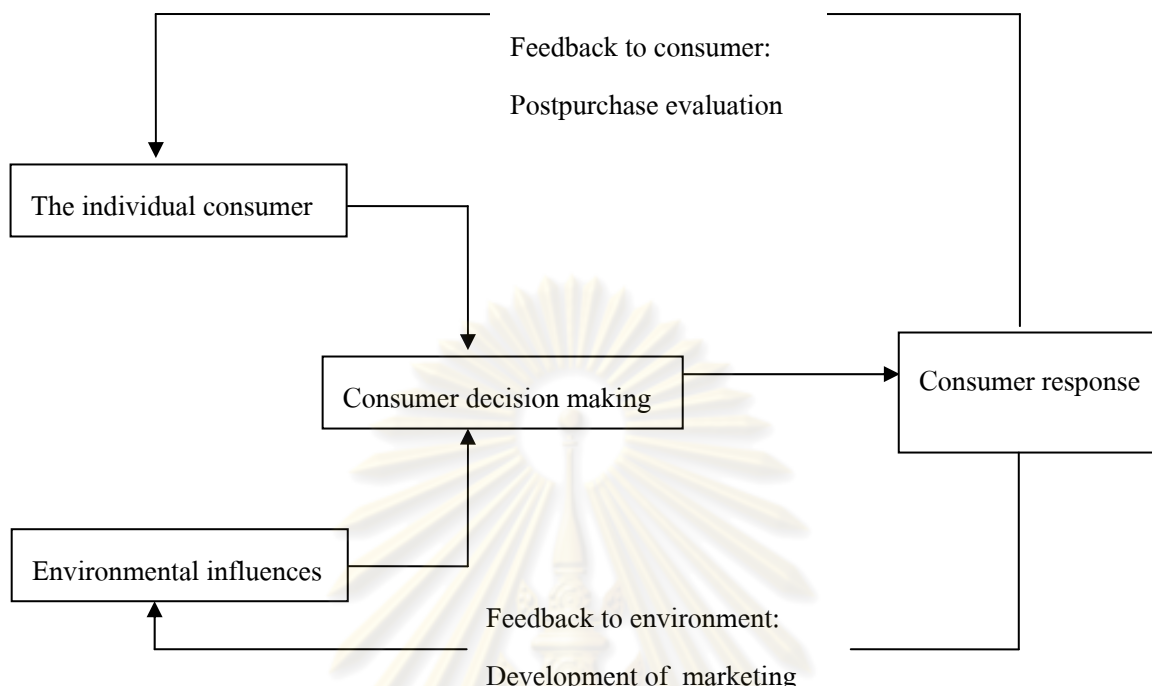 Feedback to consumer:
Postpurchase evaluation
The individual consumer
Consumer decision making
Consumer response
Environmental influences
Feedback to environment:
Development of marketing